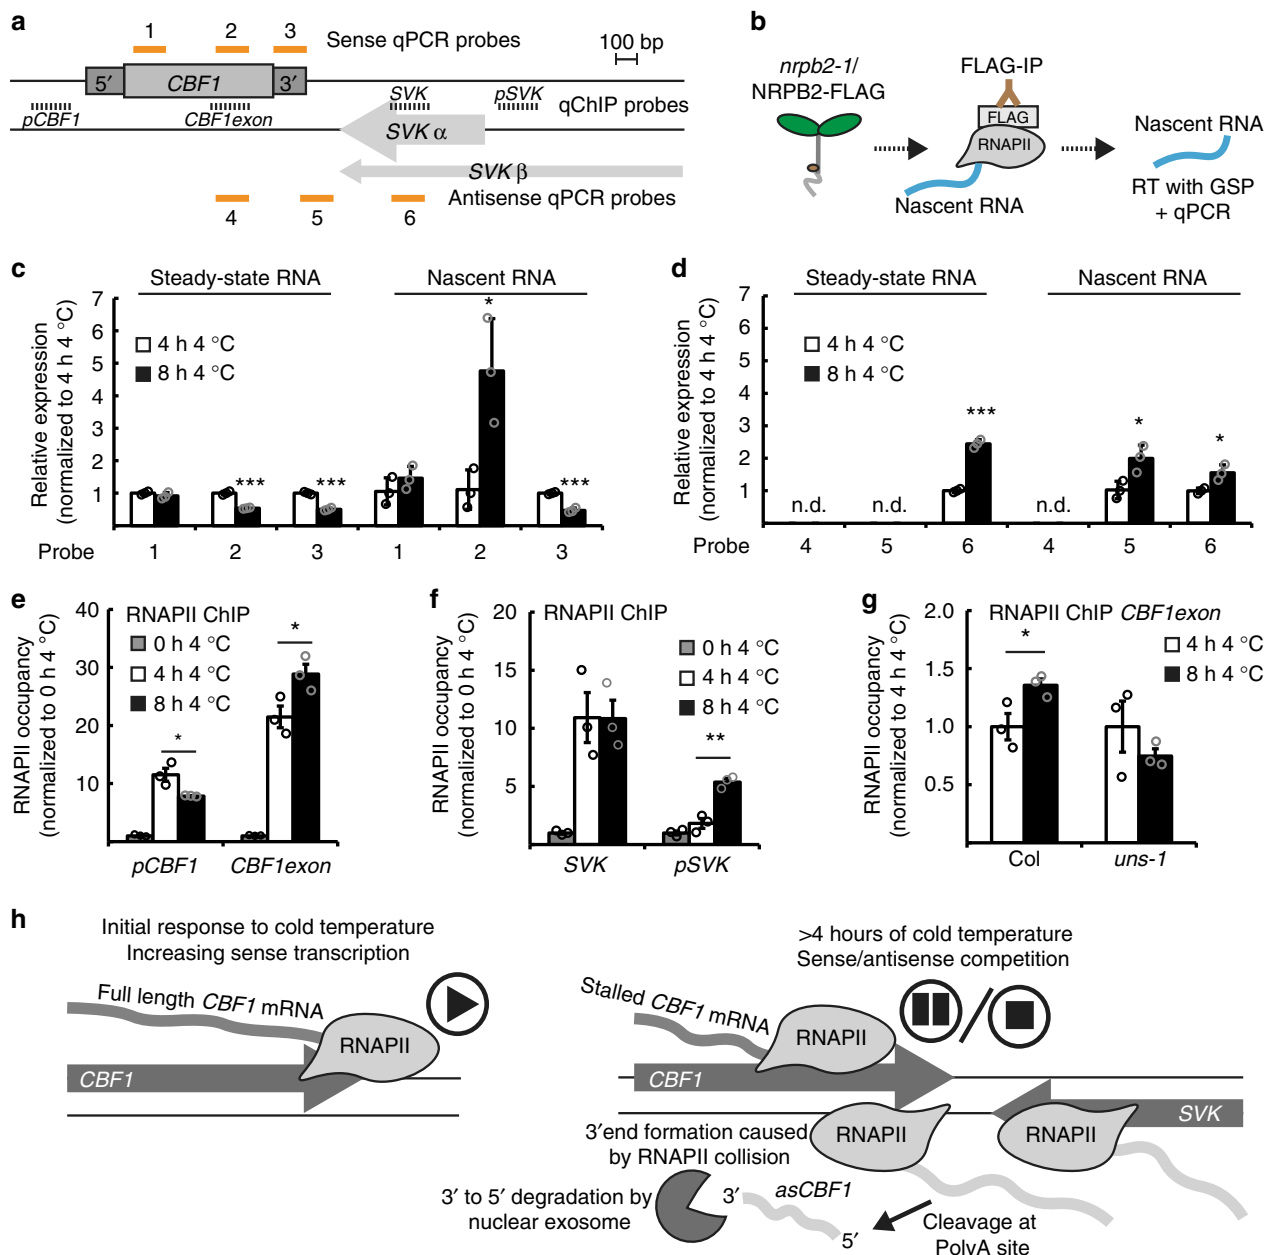 a
1 2 3 Sense qPCR probes
100 bp
5′ CBF1 3′
pCBF1 CBF1exon SVK pSVK qChIP probes
SVK α
SVK β
4 5 6 Antisense qPCR probes
b
nrpb2-1/
NRPB2-FLAG
FLAG-IP
FLAG
RNAPII
Nascent RNA
Nascent RNA
RT with GSP
+ qPCR
c
Steady-state RNA Nascent RNA
Relative expression
(normalized to 4 h 4 °C)
7
6
5
4
3
2
1
4 h 4 °C
8 h 4 °C
*** *** * ***
Probe 1 2 3 1 2 3
d
Steady-state RNA Nascent RNA
Relative expression
(normalized to 4 h 4 °C)
7
6
5
4
3
2
1
4 h 4 °C
8 h 4 °C
n.d. n.d. *** n.d. * *
Probe 4 5 6 4 5 6
e
RNAPII ChIP
RNAPII occupancy
(normalized to 0 h 4 °C)
40
30
20
10
0 h 4 °C
4 h 4 °C
8 h 4 °C
* *
pCBF1 CBF1exon
f
RNAPII ChIP
RNAPII occupancy
(normalized to 0 h 4 °C)
20
15
10
5
0 h 4 °C
4 h 4 °C
8 h 4 °C
**
SVK pSVK
g
RNAPII ChIP CBF1exon
RNAPII occupancy
(normalized to 4 h 4 °C)
2.0
1.5
1.0
0.5
4 h 4 °C
8 h 4 °C
*
Col uns-1
h
Initial response to cold temperature
Increasing sense transcription
Full length CBF1 mRNA
RNAPII
CBF1
>4 hours of cold temperature
Sense/antisense competition
Stalled CBF1 mRNA
RNAPII
CBF1
SVK
RNAPII
RNAPII
3′end formation caused
by RNAPII collision
3′ to 5′ degradation by
nuclear exosome
3′ asCBF1 5′
Cleavage at
PolyA site